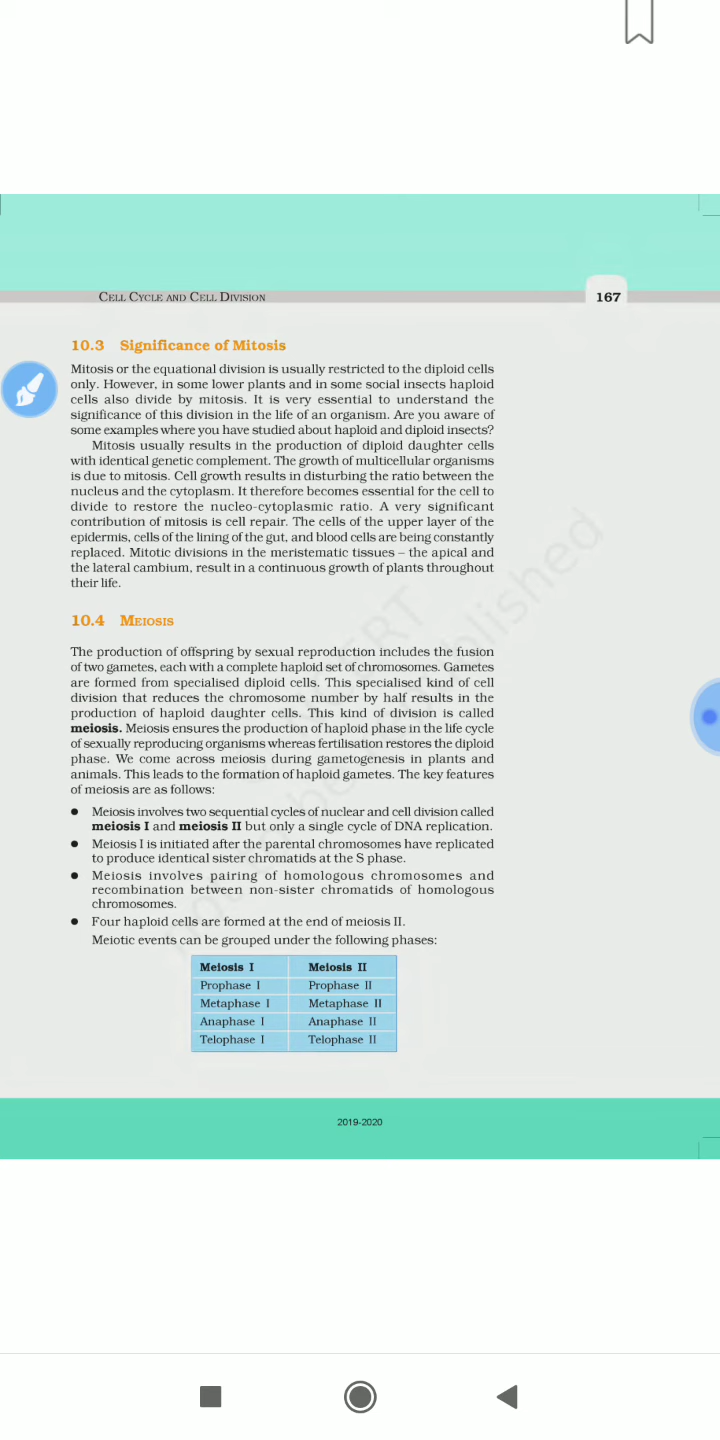 CELL CYCLE AND CELL DIVISION
167
10.3 Significance of Mitosis
Mitosis or the equational division is usually restricted to the diploid cells
only. However, in some lower plants and in some social insects haploid
cells also divide by mitosis. It is very essential to understand the
significance of this division in the life of an organism. Are you aware of
some examples where you have studied about haploid and diploid insects?
Mitosis usually results in the production of diploid daughter cells
with identical genetic complement. The growth of multicellular organisms
is due to mitosis. Cell growth results in disturbing the ratio between the
nucleus and the cytoplasm. It therefore becomes essential for the cell to
divide to restore the nucleo-cytoplasmic ratio. A very significant
contribution of mitosis is cell repair. The cells of the upper layer of the
epidermis, cells of the lining of the gut, and blood cells are being constantly
replaced. Mitotic divisions in the meristematic tissues – the apical and
the lateral cambium, result in a continuous growth of plants throughout
their life.
10.4 MEIOSIS
The production of offspring by sexual reproduction includes the fusion
of two gametes, each with a complete haploid set of chromosomes. Gametes
are formed from specialised diploid cells. This specialised kind of cell
division that reduces the chromosome number by half results in the
production of haploid daughter cells. This kind of division is called
meiosis. Meiosis ensures the production of haploid phase in the life cycle
of sexually reproducing organisms whereas fertilisation restores the diploid
phase. We come across meiosis during gametogenesis in plants and
animals. This leads to the formation of haploid gametes. The key features
of meiosis are as follows:
● Meiosis involves two sequential cycles of nuclear and cell division called
meiosis I and meiosis II but only a single cycle of DNA replication.
● Meiosis I is initiated after the parental chromosomes have replicated
to produce identical sister chromatids at the S phase.
● Meiosis involves pairing of homologous chromosomes and
recombination between non-sister chromatids of homologous
chromosomes.
● Four haploid cells are formed at the end of meiosis II.
Meiotic events can be grouped under the following phases:
Meiosis I Meiosis II
Prophase I Prophase II
Metaphase I Metaphase II
Anaphase I Anaphase II
Telophase I Telophase II
2019-2020